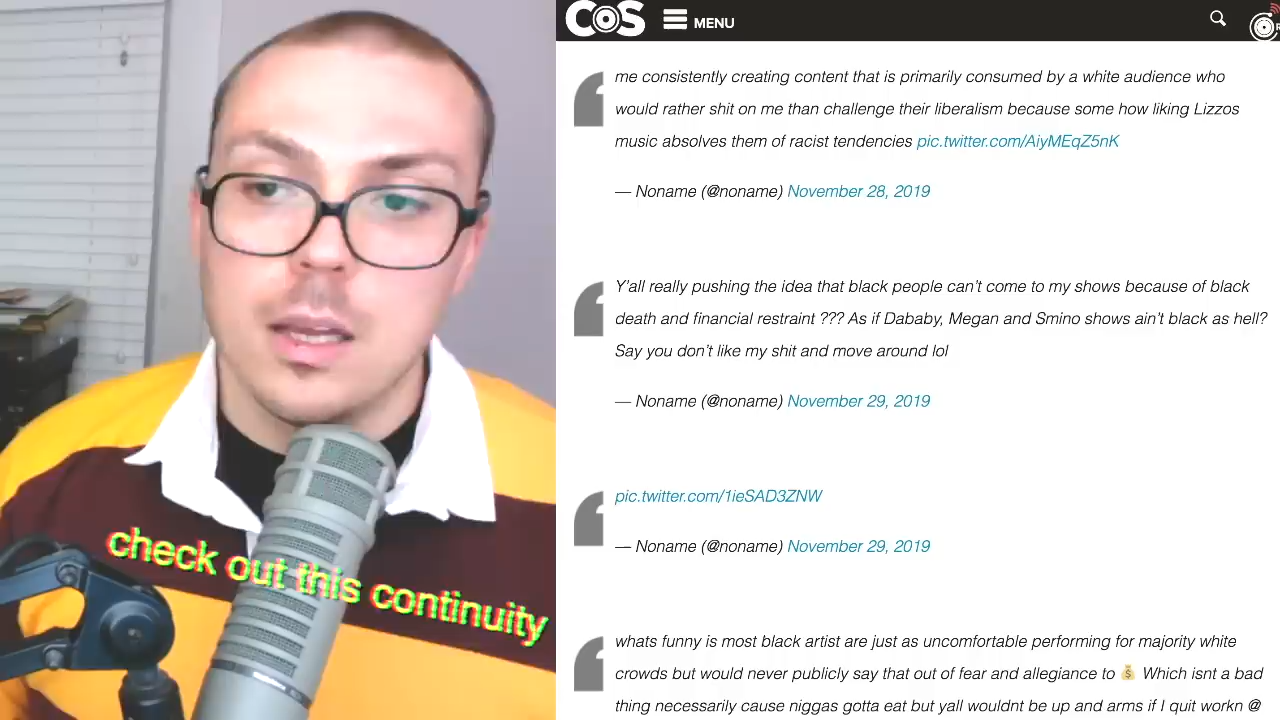 COS MENU
me consistently creating content that is primarily consumed by a white audience who
would rather shit on me than challenge their liberalism because some how liking Lizzos
music absolves them of racist tendencies pic.twitter.com/AiyMEqZ5nK
— Noname (@noname) November 28, 2019
Y'all really pushing the idea that black people can't come to my shows because of black
death and financial restraint ??? As if Dababy, Megan and Smino shows ain't black as hell?
Say you don't like my shit and move around lol
— Noname (@noname) November 29, 2019
pic.twitter.com/1ieSAD3ZNW
— Noname (@noname) November 29, 2019
whats funny is most black artist are just as uncomfortable performing for majority white
crowds but would never publicly say that out of fear and allegiance to 💰 Which isnt a bad
thing necessarily cause niggas gotta eat but yall wouldnt be up and arms if I quit workn @
check out this continuity